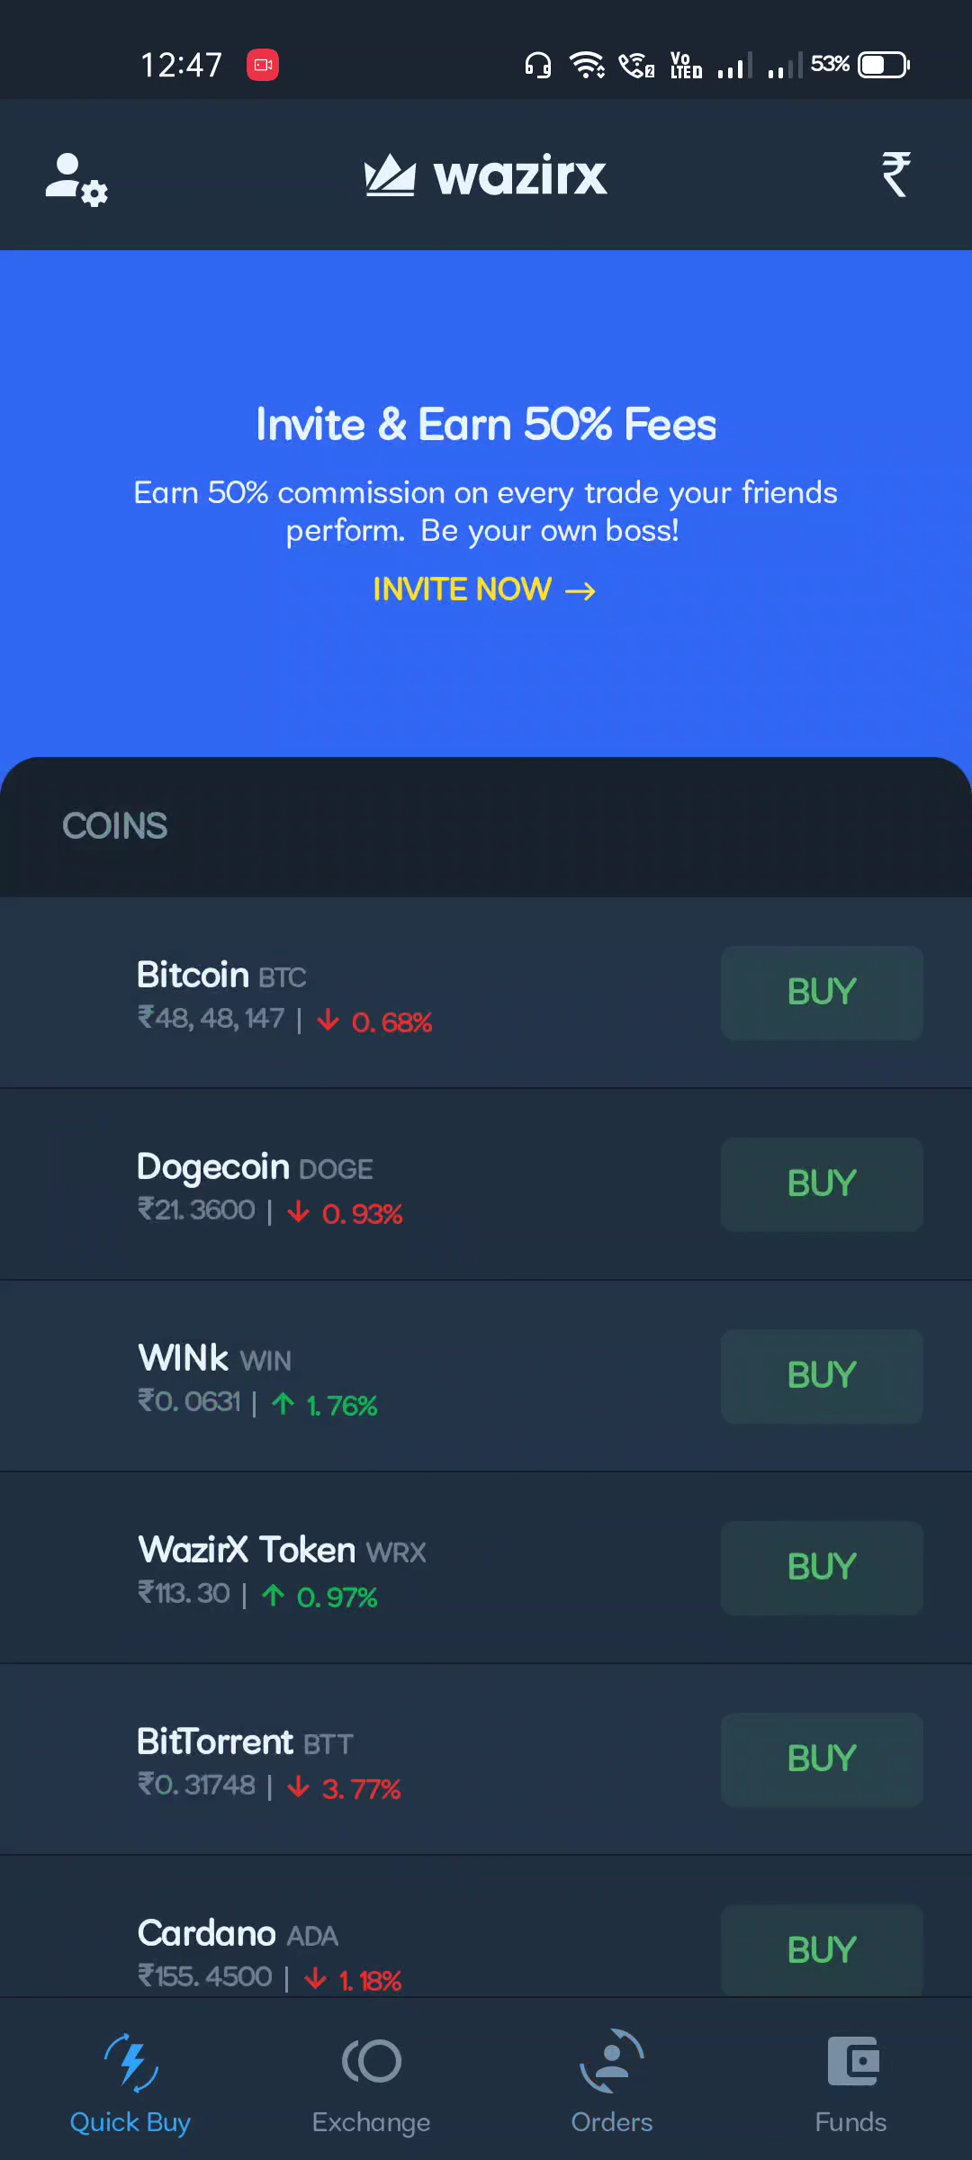 12:47
Vo
LTE
53%
wazirx
₹
Invite & Earn 50% Fees
Earn 50% commission on every trade your friends
perform. Be your own boss!
INVITE NOW →
COINS
Bitcoin BTC
₹48, 48, 147 | ↓ 0. 68%
BUY
Dogecoin DOGE
₹21. 3600 | ↓ 0. 93%
BUY
WINk WIN
₹0. 0631 | ↑ 1. 76%
BUY
WazirX Token WRX
₹113. 30 | ↑ 0. 97%
BUY
BitTorrent BTT
₹0. 31748 | ↓ 3. 77%
BUY
Cardano ADA
₹155. 4500 | ↓ 1. 18%
BUY
Quick Buy
Exchange
Orders
Funds